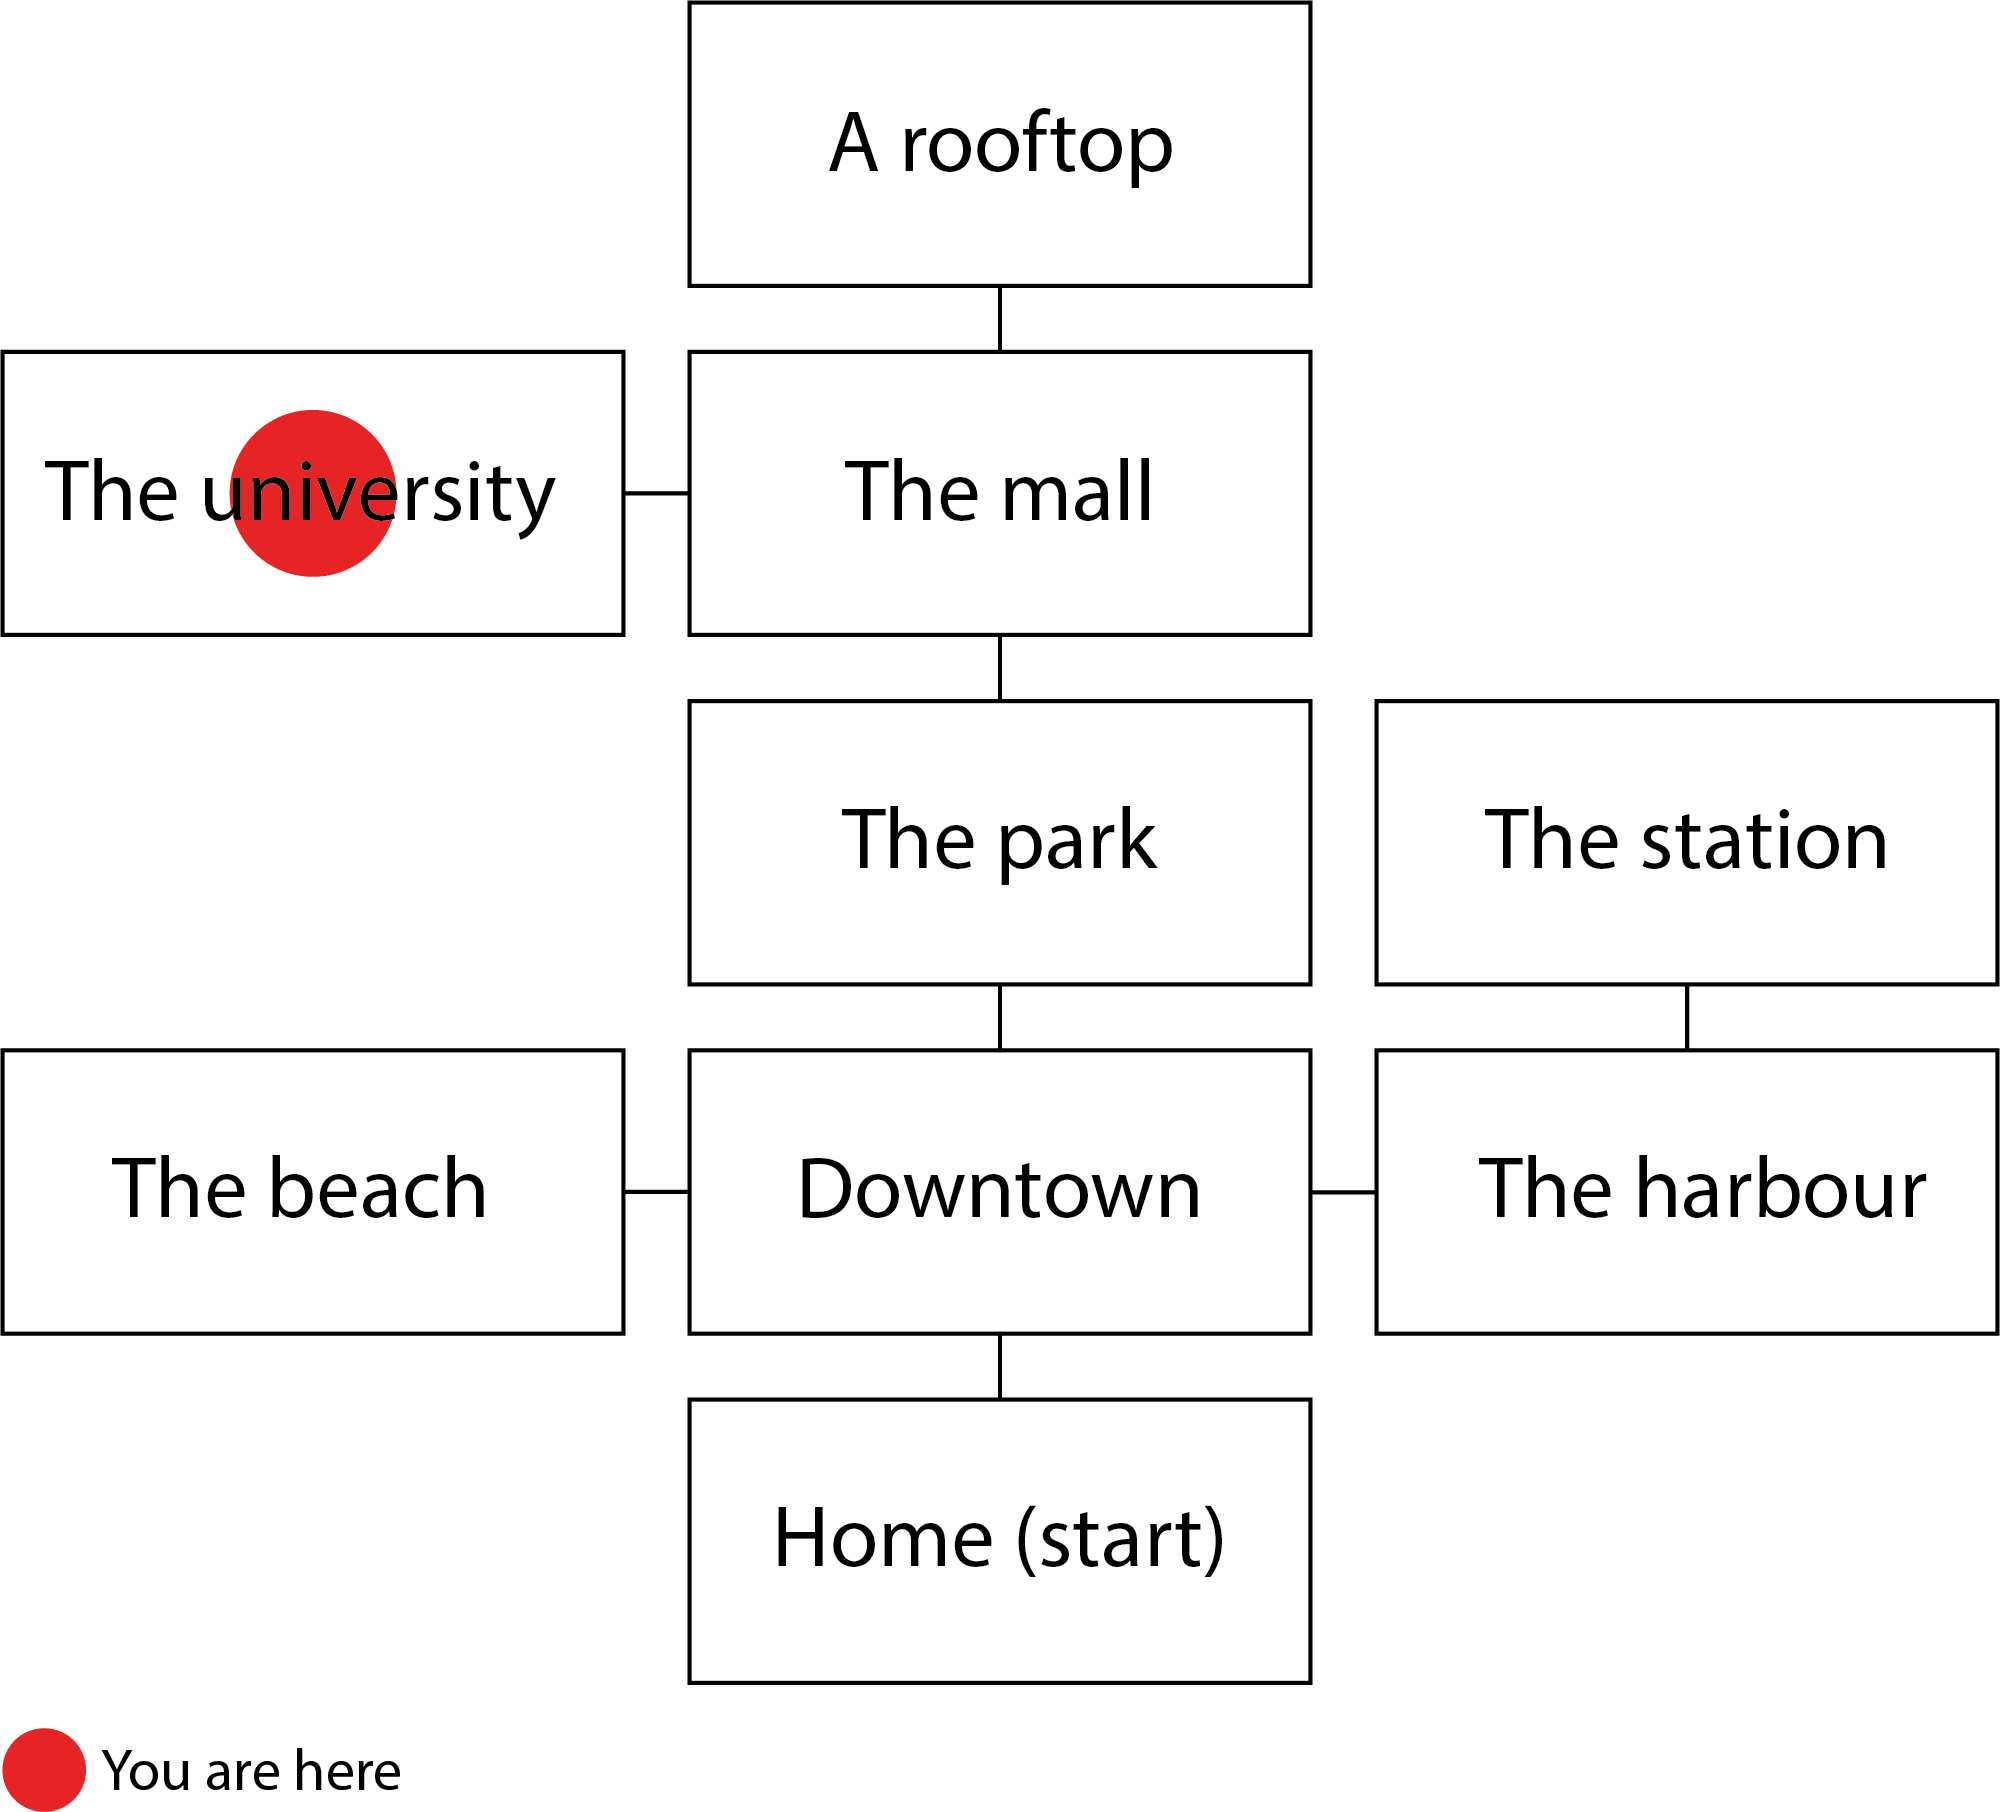 A rooftop
The university
The mall
The park
The station
The beach
Downtown
The harbour
Home (start)
You are here